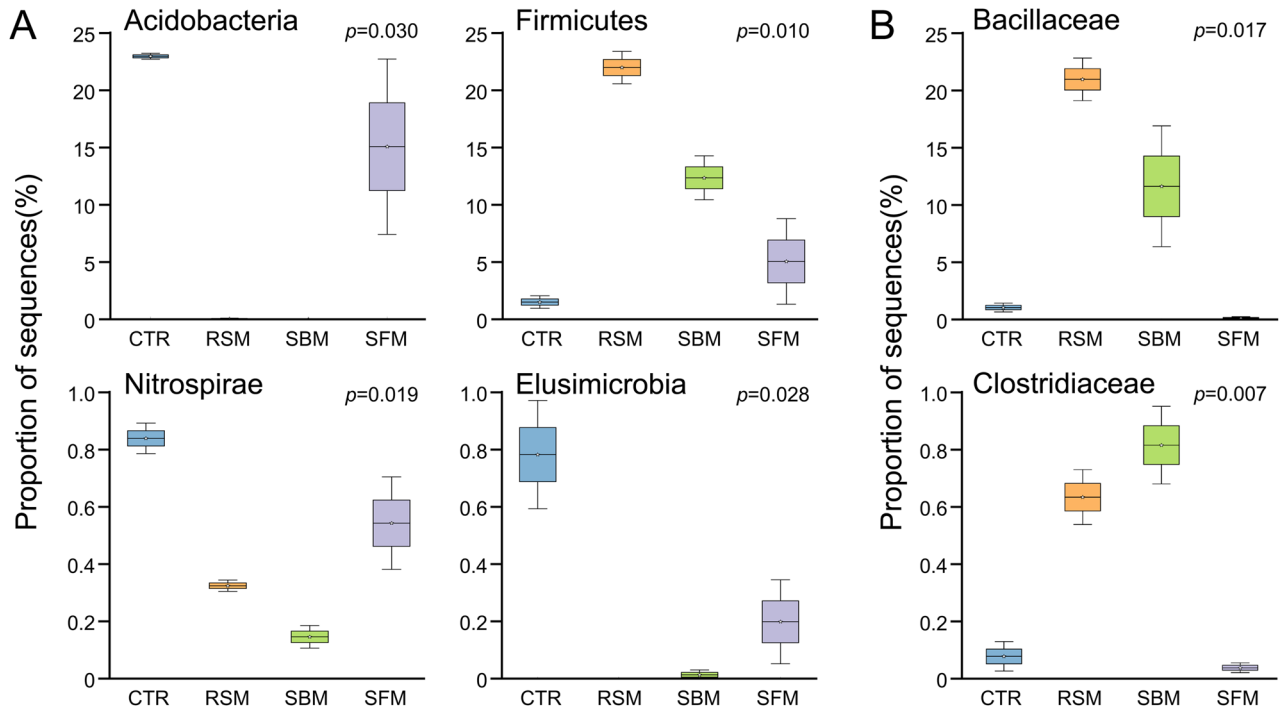 A
B
Proportion of sequences(%)
Acidobacteria
p=0.030
25
20
15
10
5
0
CTR RSM SBM SFM
Firmicutes
p=0.010
25
20
15
10
5
0
CTR RSM SBM SFM
Nitrospirae
p=0.019
1.0
0.8
0.6
0.4
0.2
0
CTR RSM SBM SFM
Elusimicrobia
p=0.028
1.0
0.8
0.6
0.4
0.2
0
CTR RSM SBM SFM
Proportion of sequences(%)
Bacillaceae
p=0.017
25
20
15
10
5
0
CTR RSM SBM SFM
Clostridiaceae
p=0.007
1.0
0.8
0.6
0.4
0.2
0
CTR RSM SBM SFM